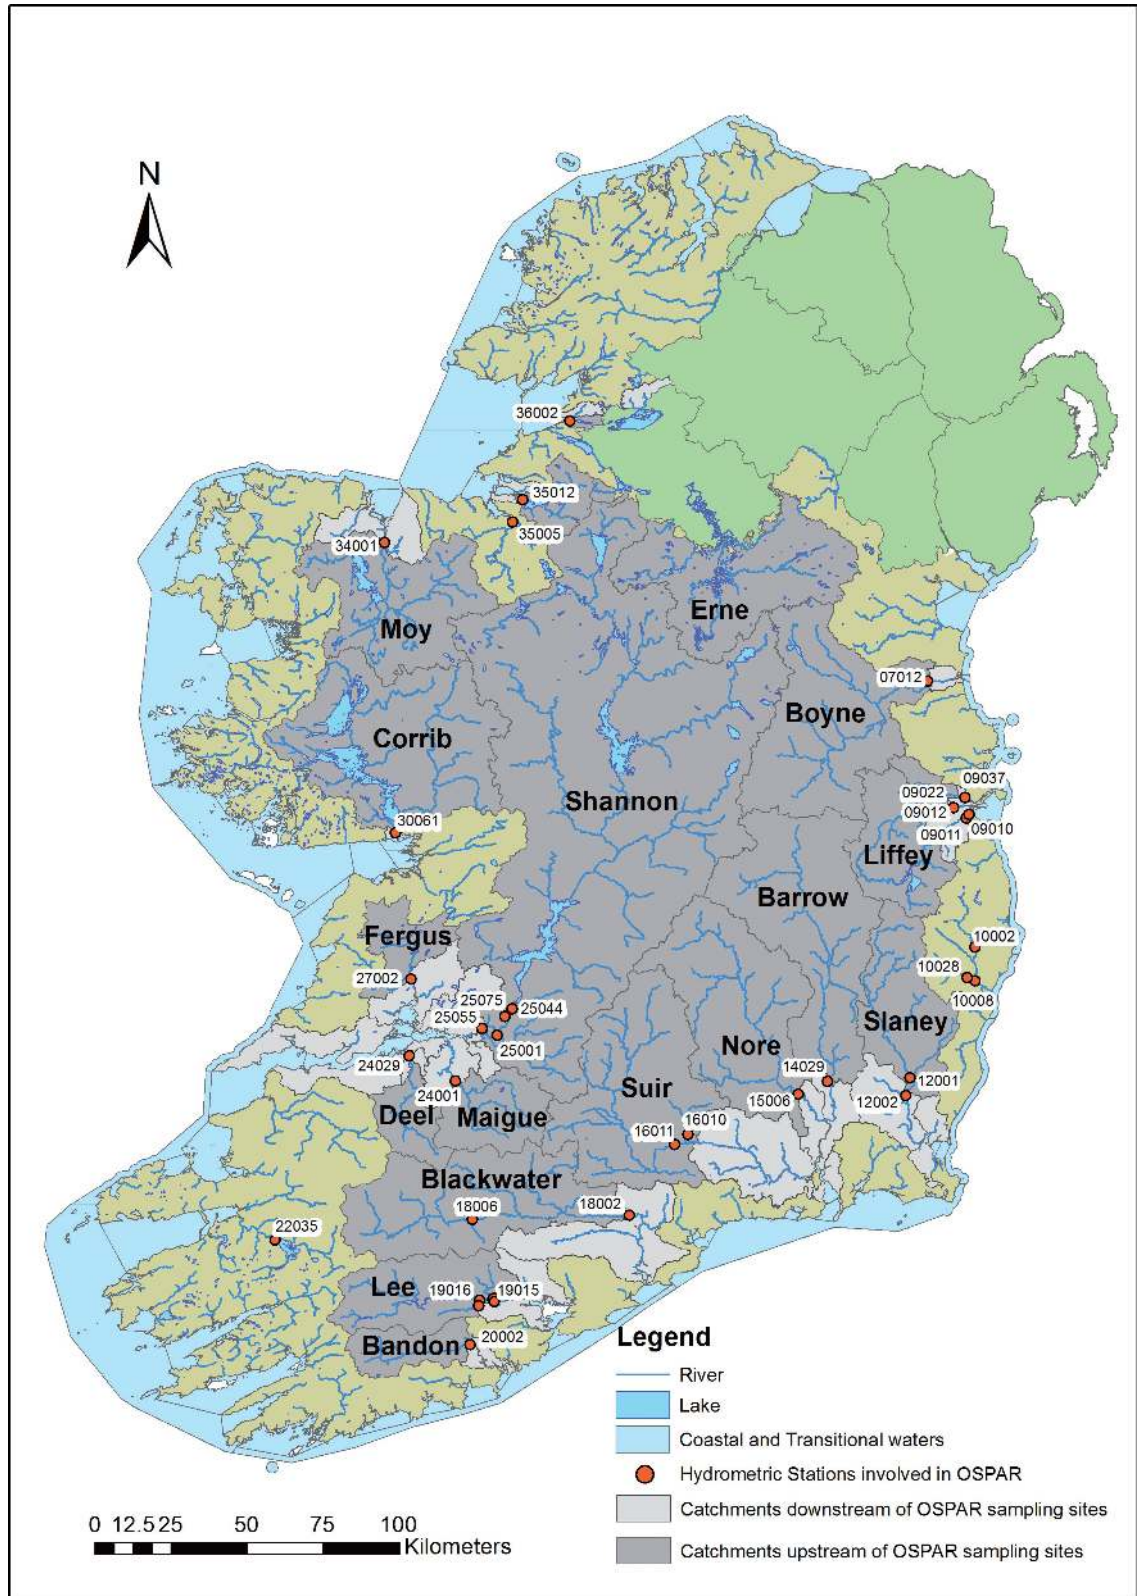 N
36002
35012
35005
34001
Erne
Moy
07012
Boyne
Corrib
09037
09022
Shannon
09012
09010
30061
09011
Liffey
Barrow
Fergus
10002
27002
10028
25075
25044
10008
25055
Slaney
25001
Nore
24029
14029
12001
24001
Suir
15006
12002
Deel
Maigue
16010
16011
Blackwater
18006
18002
22035
Lee
19016
19015
20002
Bandon
Legend
River
Lake
Coastal and Transitional waters
Hydrometric Stations involved in OSPAR
Catchments downstream of OSPAR sampling sites
Catchments upstream of OSPAR sampling sites
0 12.5 25 50 75 100
Kilometers